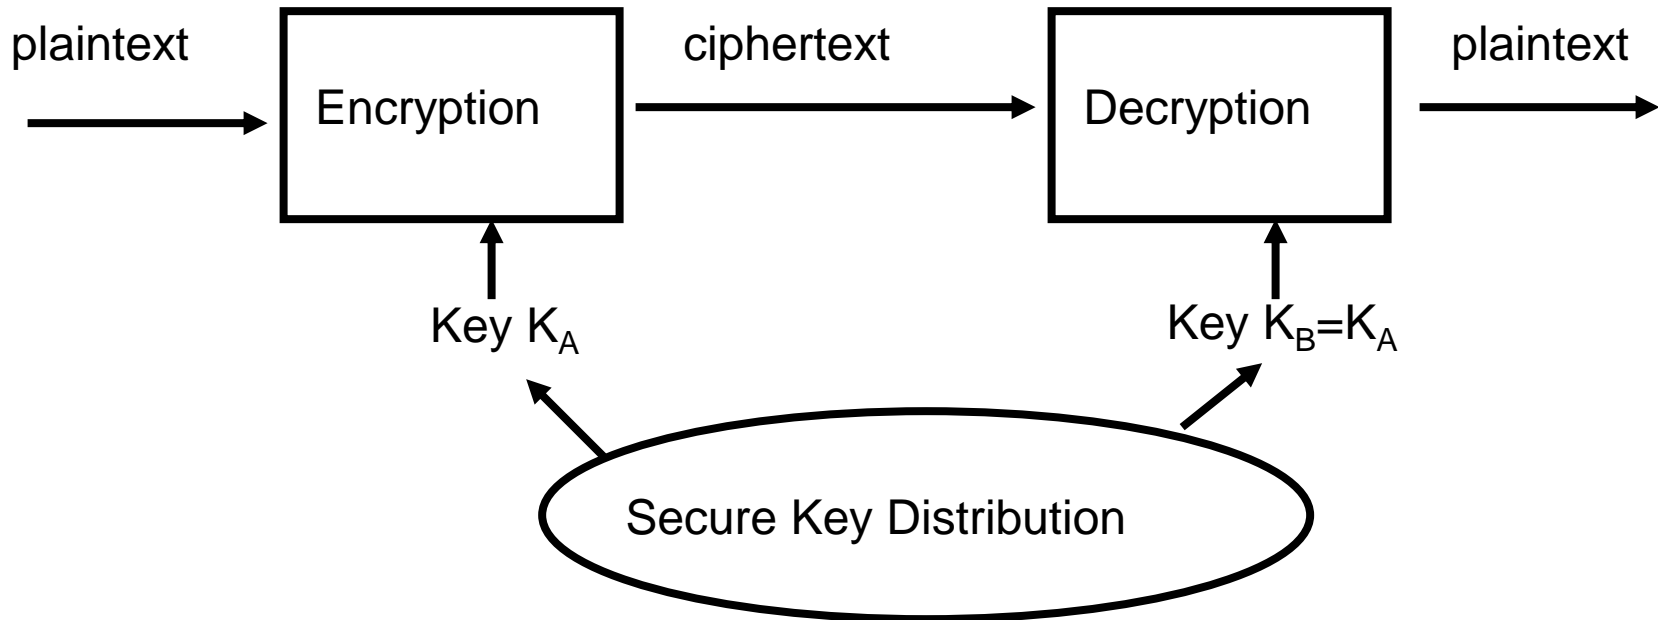 plaintext
ciphertext
plaintext
Encryption
Decryption
Key K_A
Key K_B=K_A
Secure Key Distribution